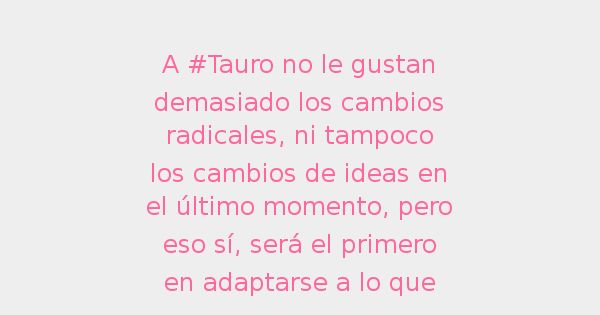 A #Tauro no le gustan
demasiado los cambios
radicales, ni tampoco
los cambios de ideas en
el último momento, pero
eso sí, será el primero
en adaptarse a lo que